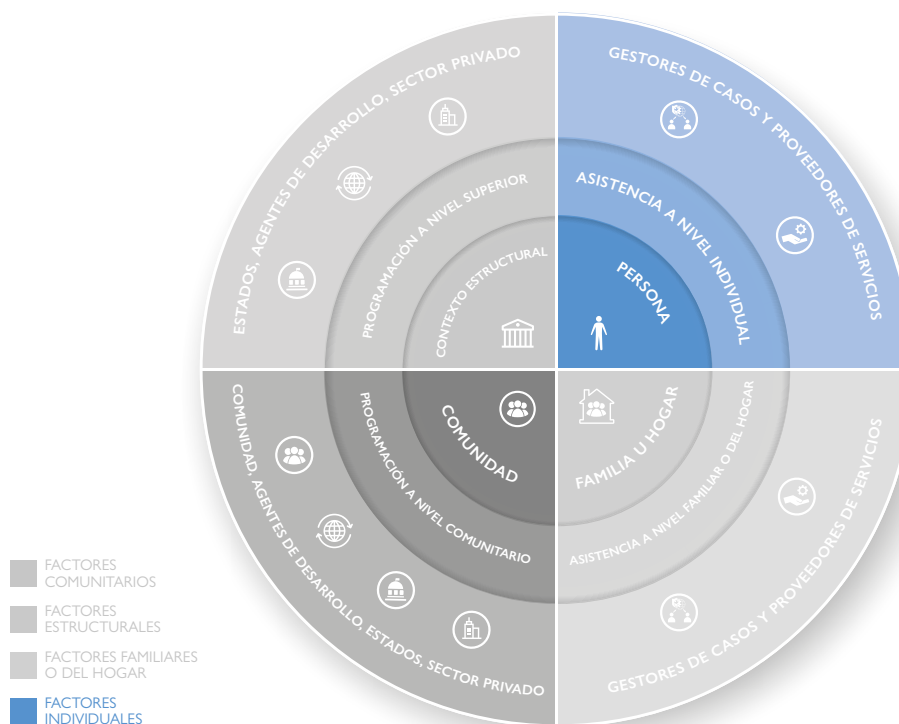 ESTADOS, AGENTES DE DESARROLLO, SECTOR PRIVADO
PROGRAMACIÓN A NIVEL SUPERIOR
CONTEXTO ESTRUCTURAL
GESTORES DE CASOS Y PROVEEDORES DE SERVICIOS
ASISTENCIA A NIVEL INDIVIDUAL
PERSONA
COMUNIDAD
PROGRAMACIÓN A NIVEL COMUNITARIO
COMUNIDAD, AGENTES DE DESARROLLO, ESTADOS, SECTOR PRIVADO
FAMILIA U HOGAR
ASISTENCIA A NIVEL FAMILIAR O DEL HOGAR
GESTORES DE CASOS Y PROVEEDORES DE SERVICIOS
FACTORES
COMUNITARIOS
FACTORES
ESTRUCTURALES
FACTORES FAMILIARES
O DEL HOGAR
FACTORES
INDIVIDUALES